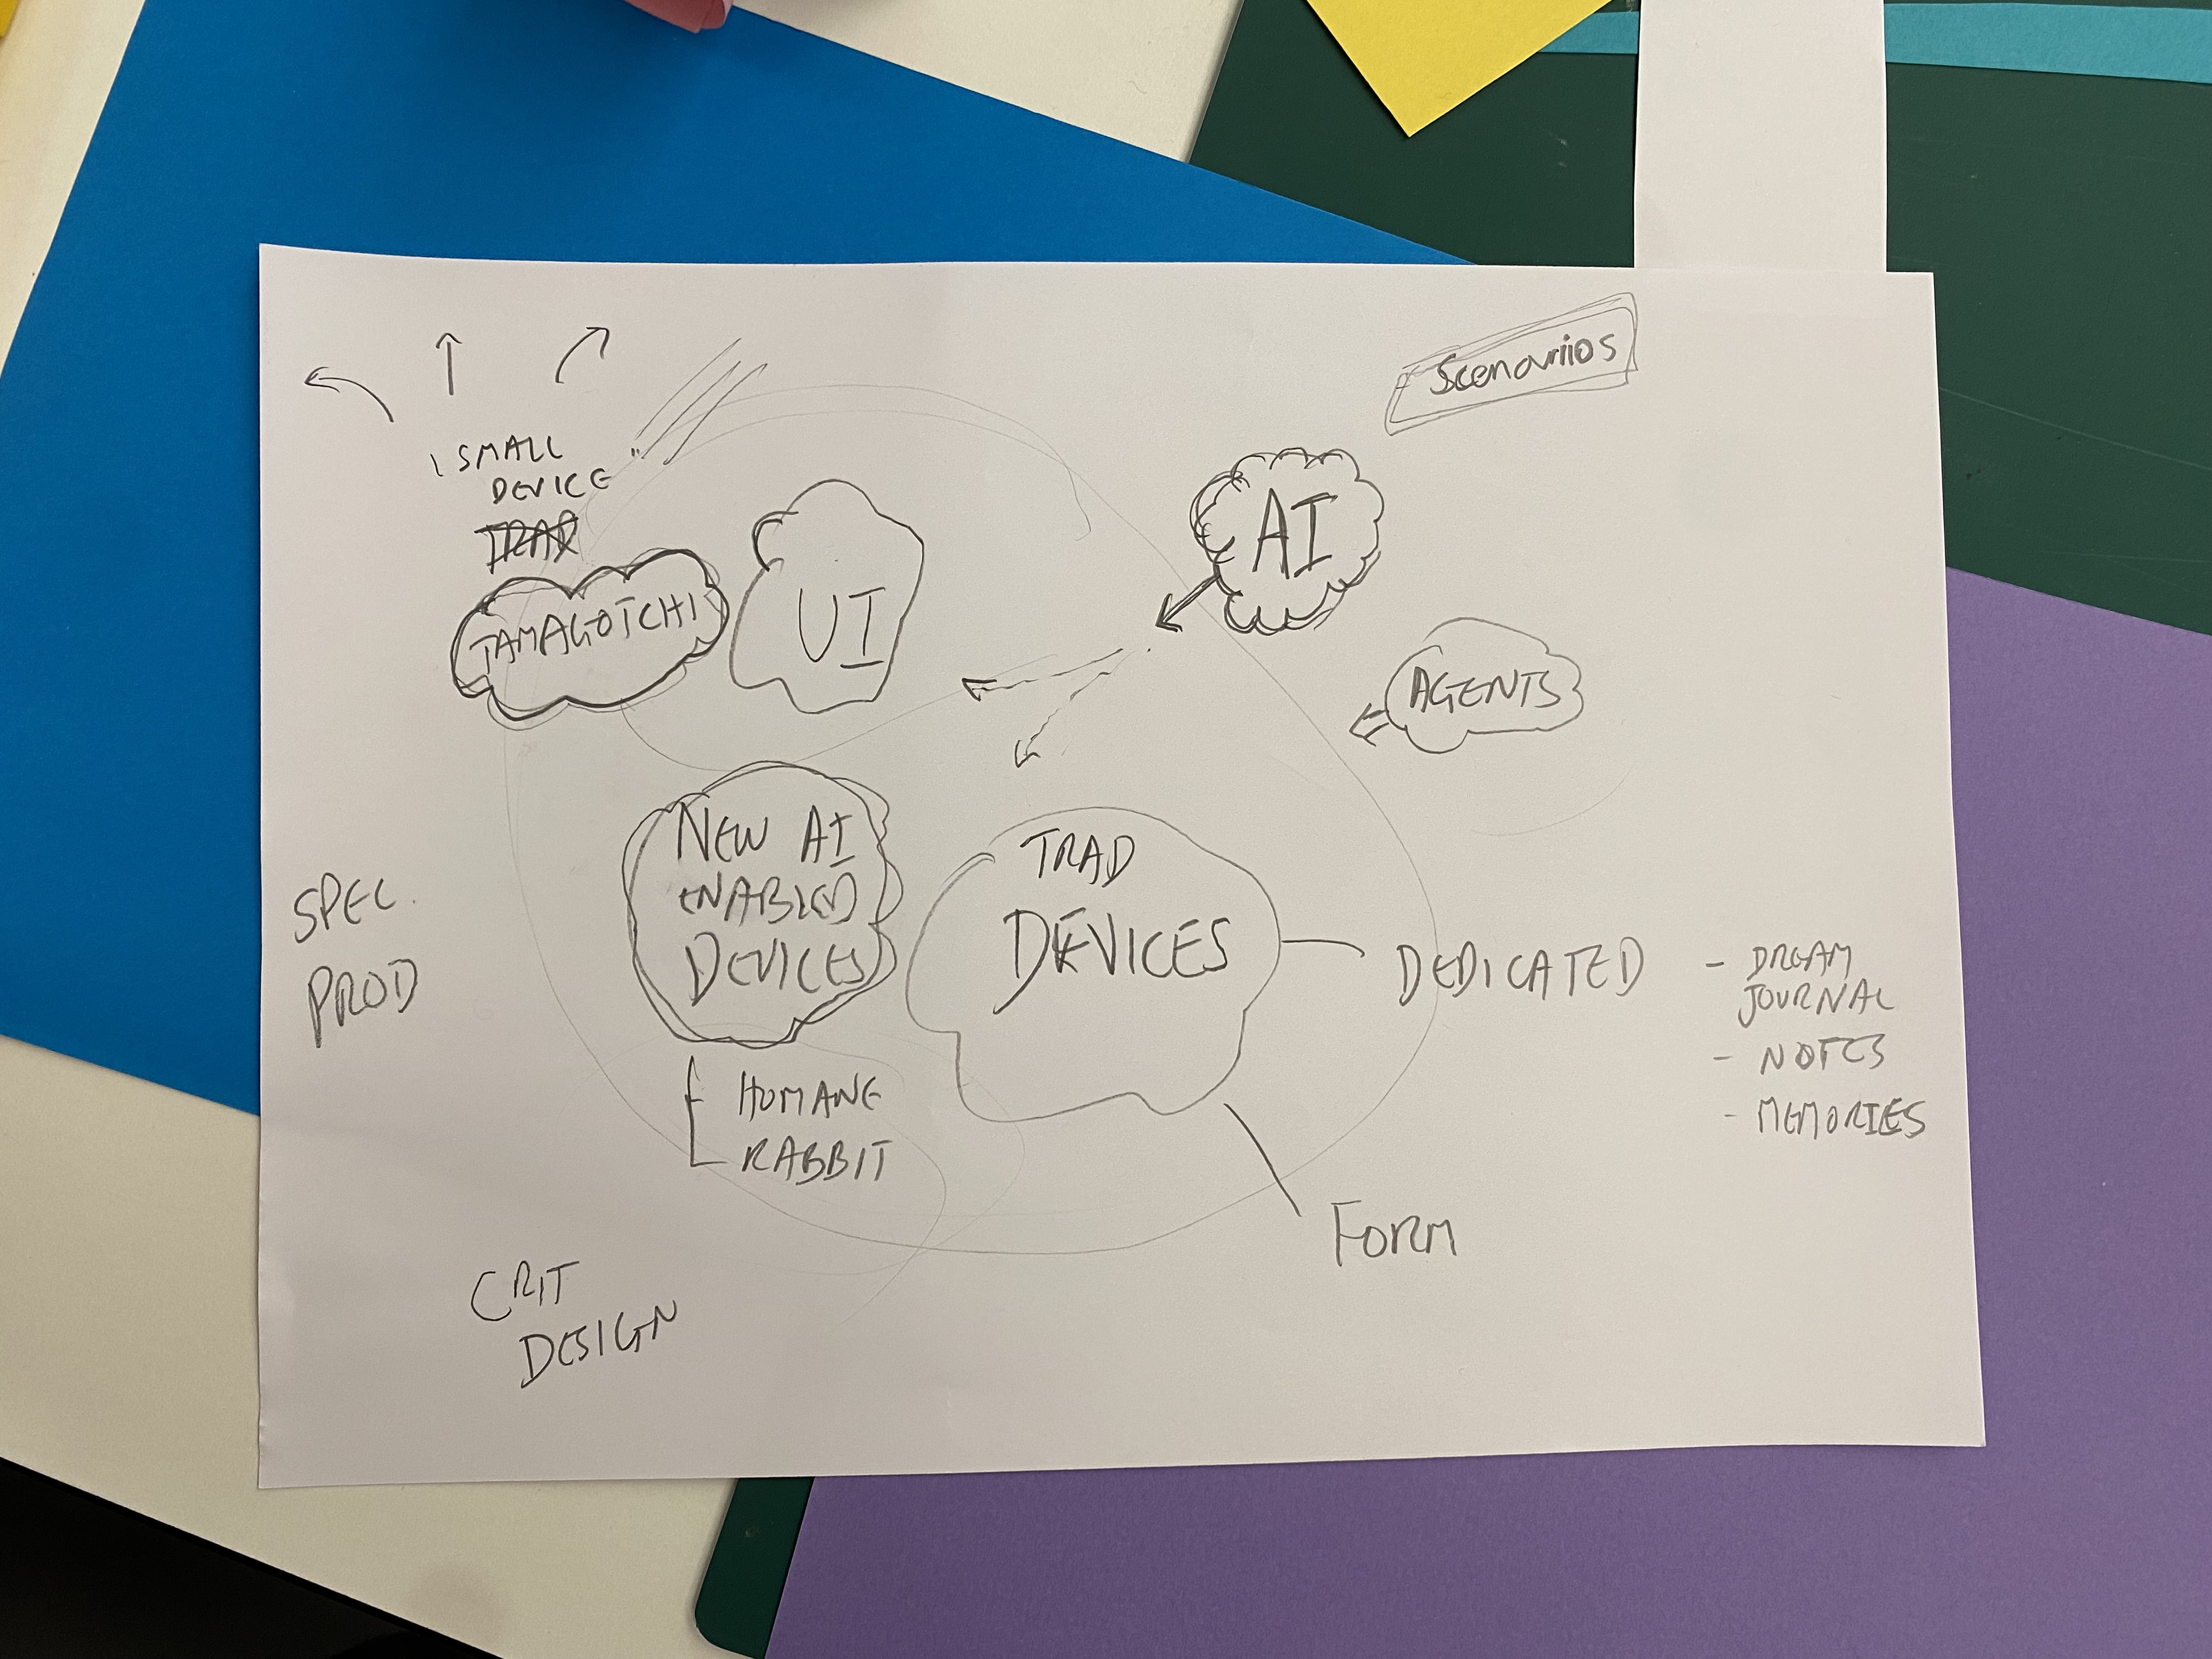 Scenariios
SMALL
DEVICE
TRAD
TAMAGOTCHI
UI
AI
AGENTS
NEW AI
ENABLED
DEVICES
HUMANE
RABBIT
TRAD
DEVICES
DEDICATED
- DREAM
JOURNAL
- NOTES
- MEMORIES
FORM
SPEC.
PROD
CRIT
DESIGN